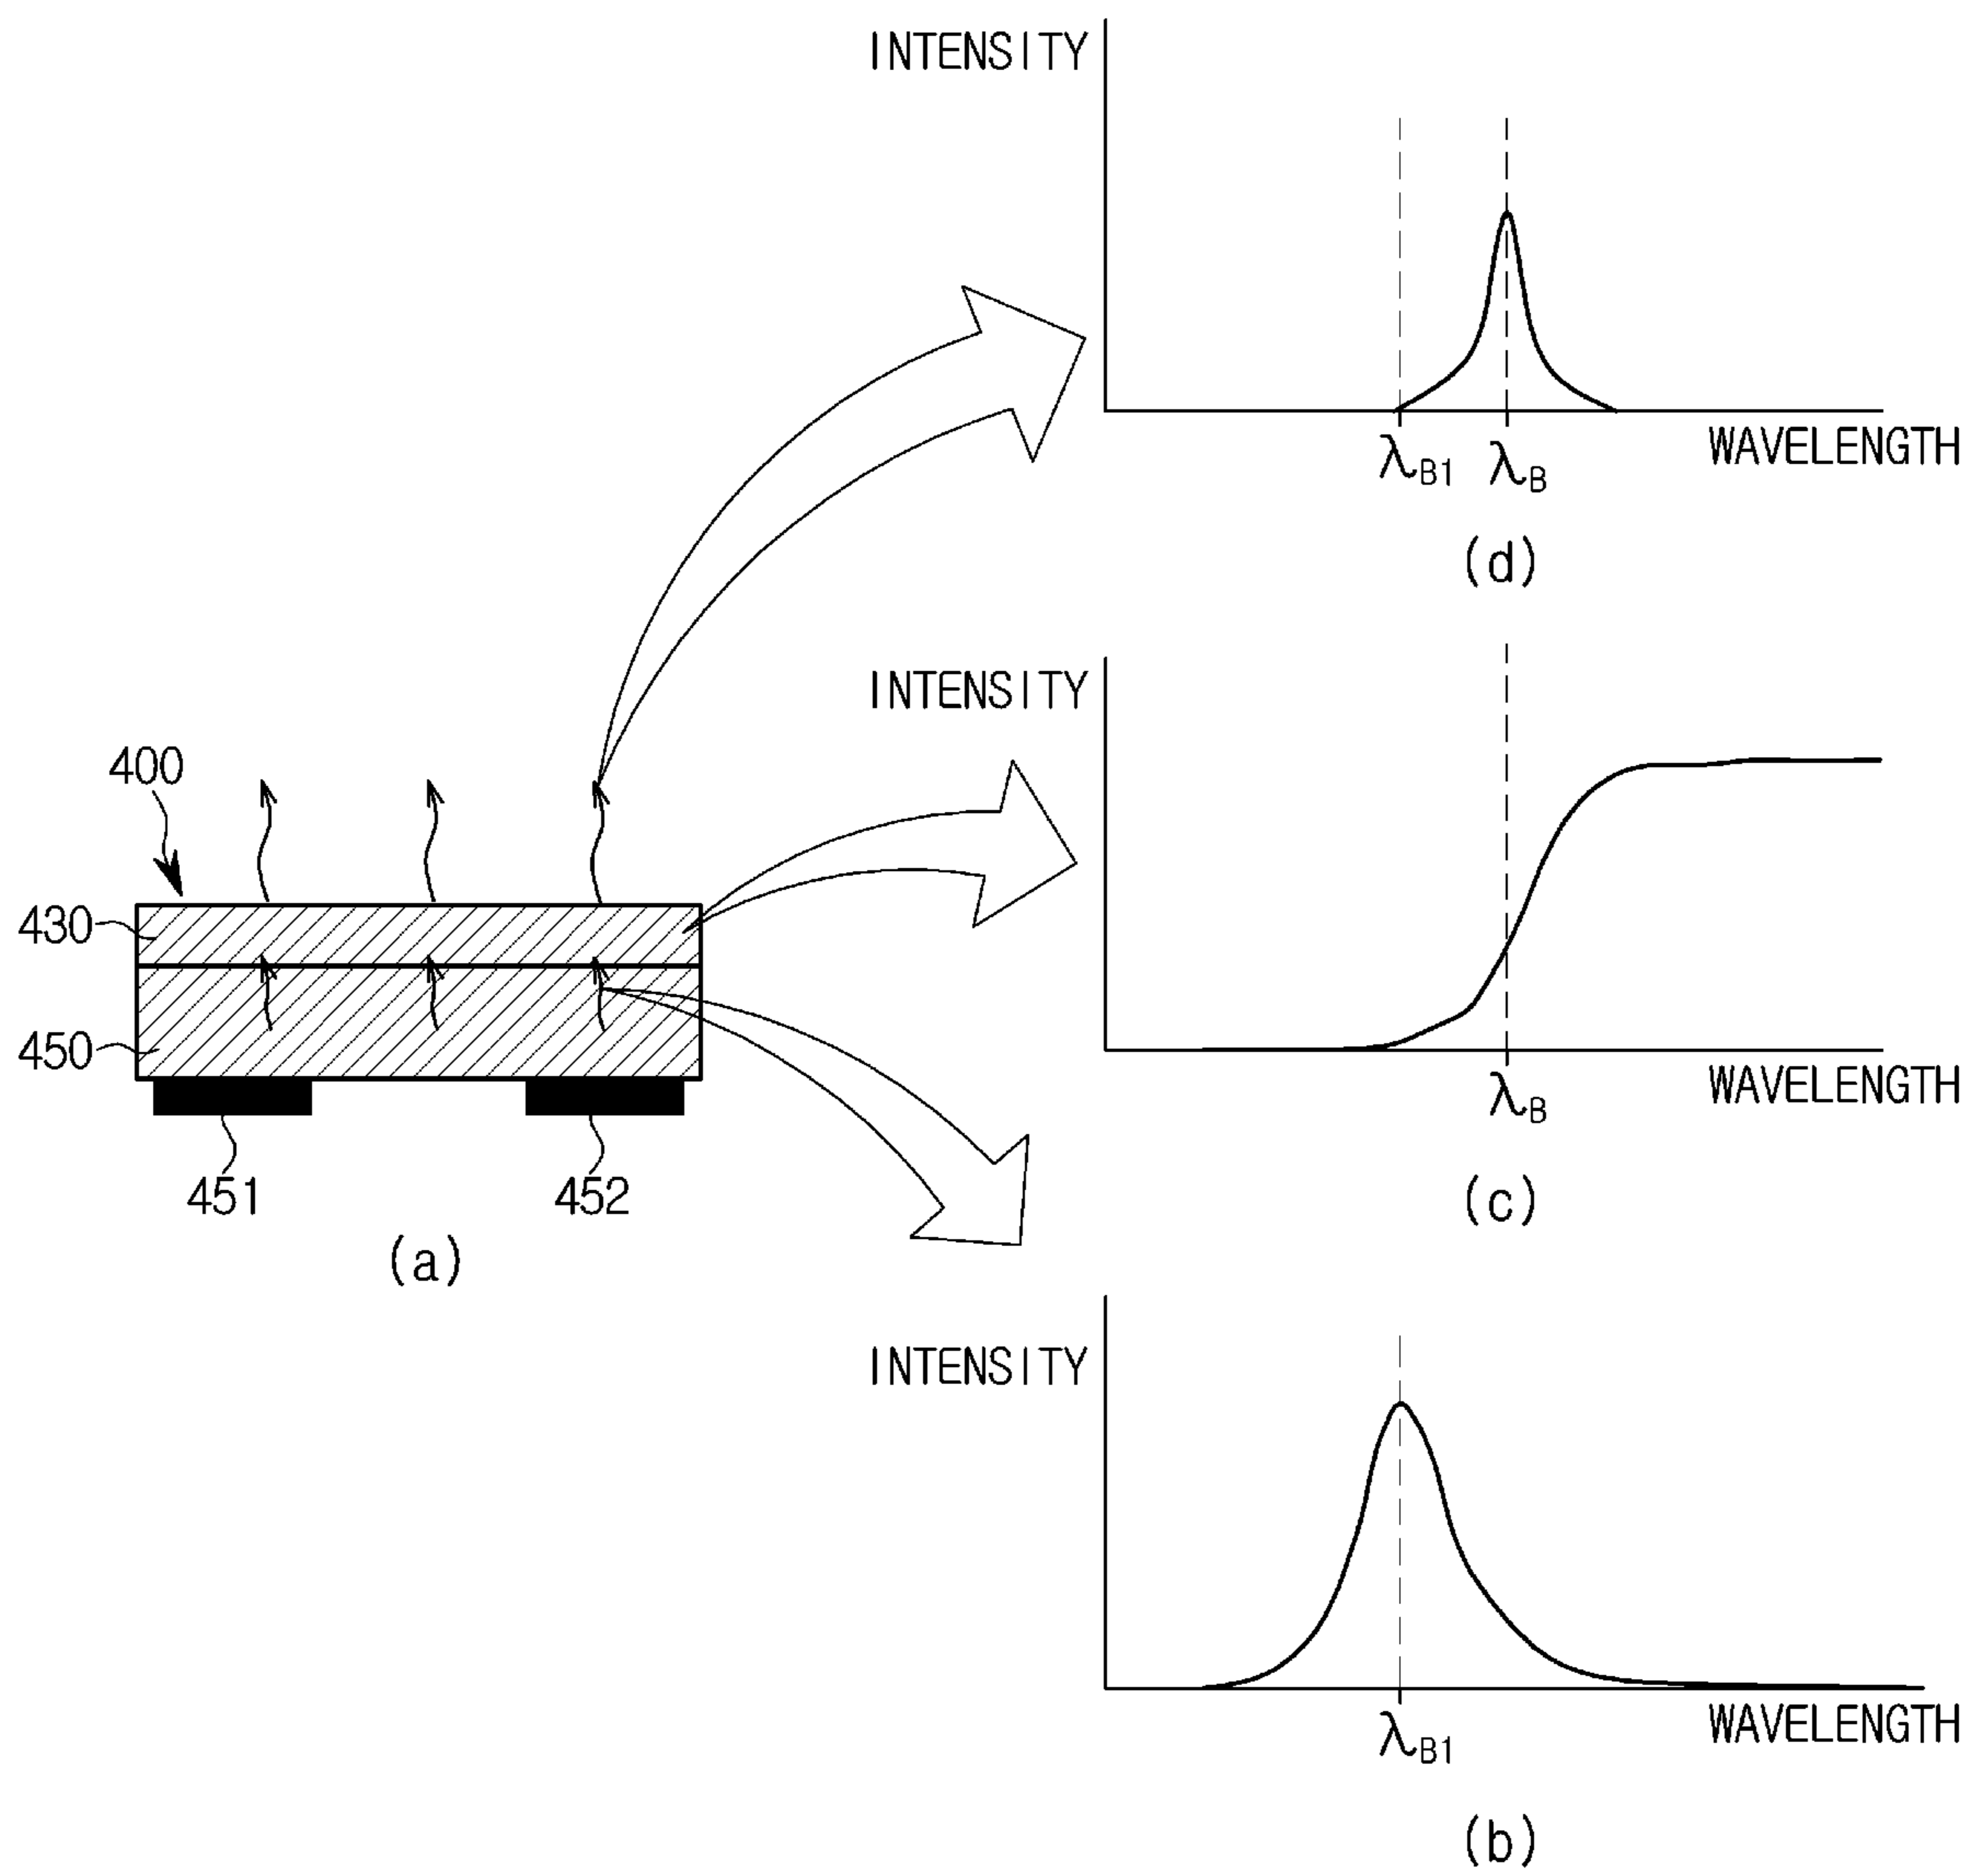 INTENSITY
WAVELENGTH
λB1 λB
(d)
INTENSITY
WAVELENGTH
λB
(c)
400
430
450
451
452
(a)
INTENSITY
WAVELENGTH
λB1
(b)